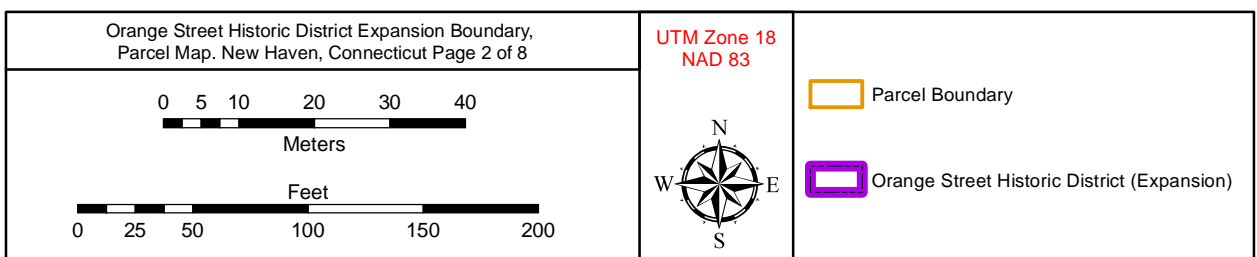 Orange Street Historic District Expansion Boundary,
Parcel Map. New Haven, Connecticut Page 2 of 8
0 5 10 20 30 40
Meters
Feet
0 25 50 100 150 200
UTM Zone 18
NAD 83
N
W E
S
Parcel Boundary
Orange Street Historic District (Expansion)